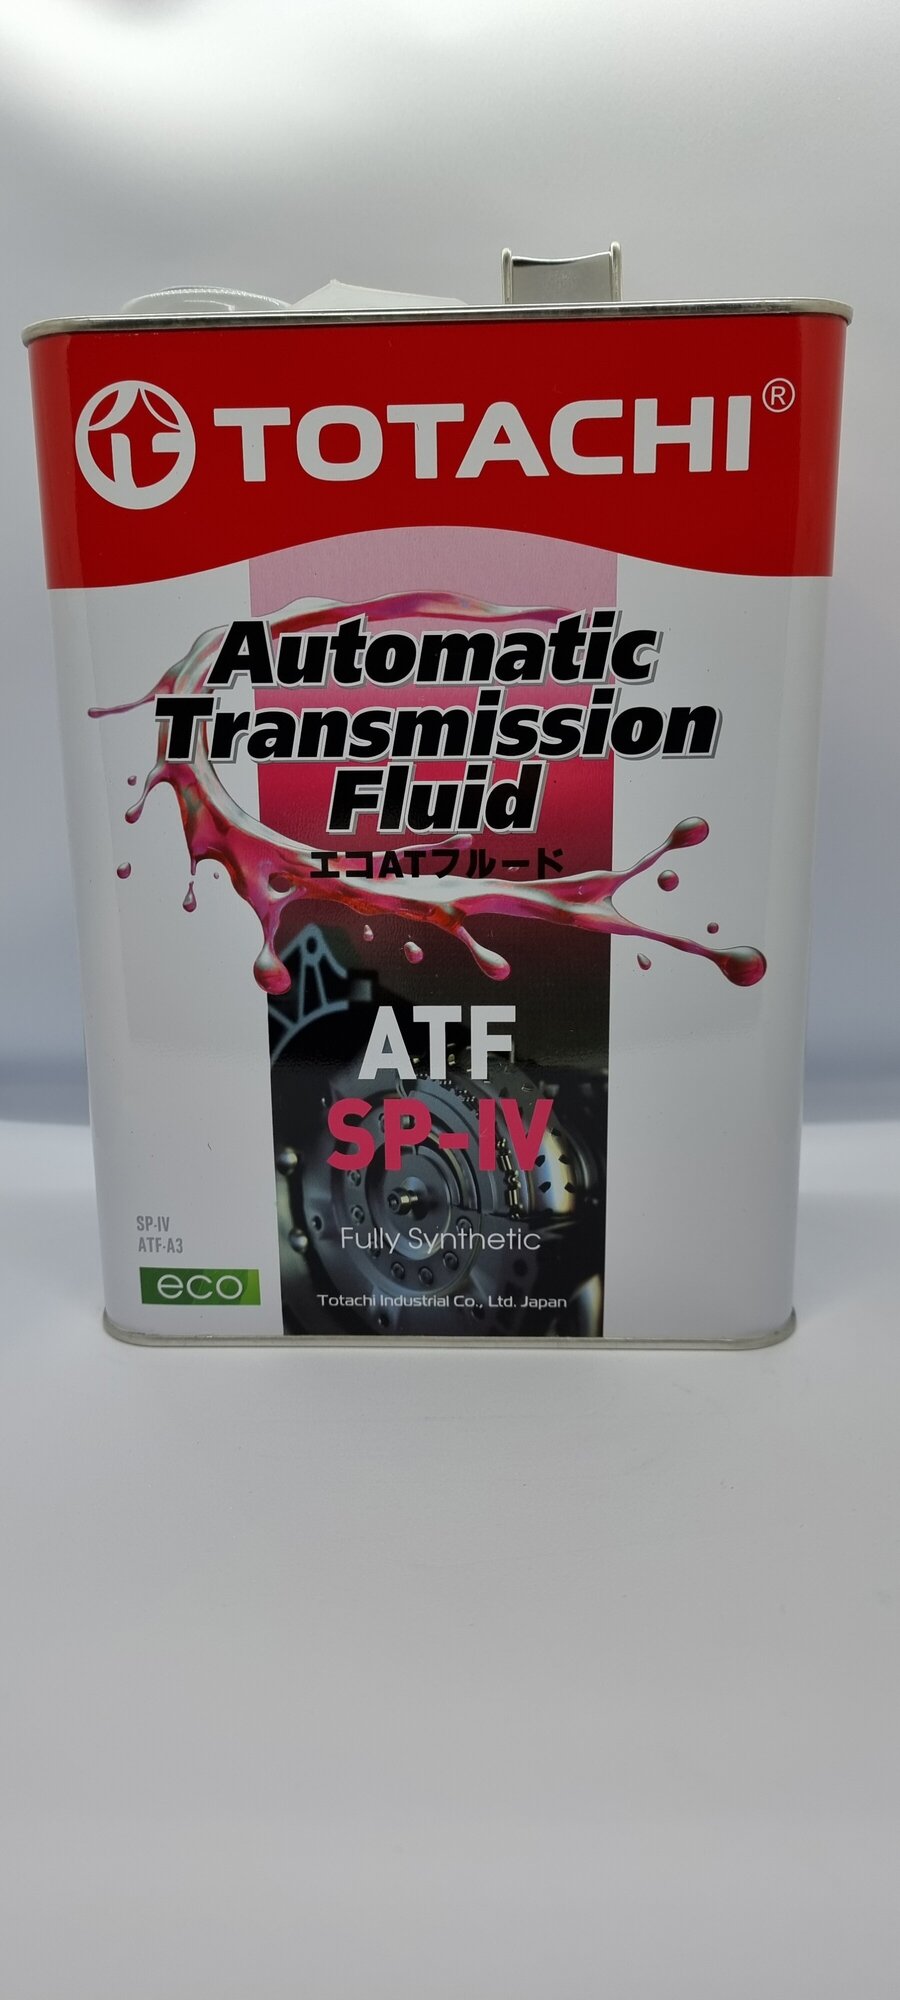 TOTACHI®
Automatic
Transmission
Fluid
エコATフルード
ATF
SP-IV
Fully Synthetic
SP-IV
ATF-A3
eco
Totachi Industrial Co., Ltd. Japan